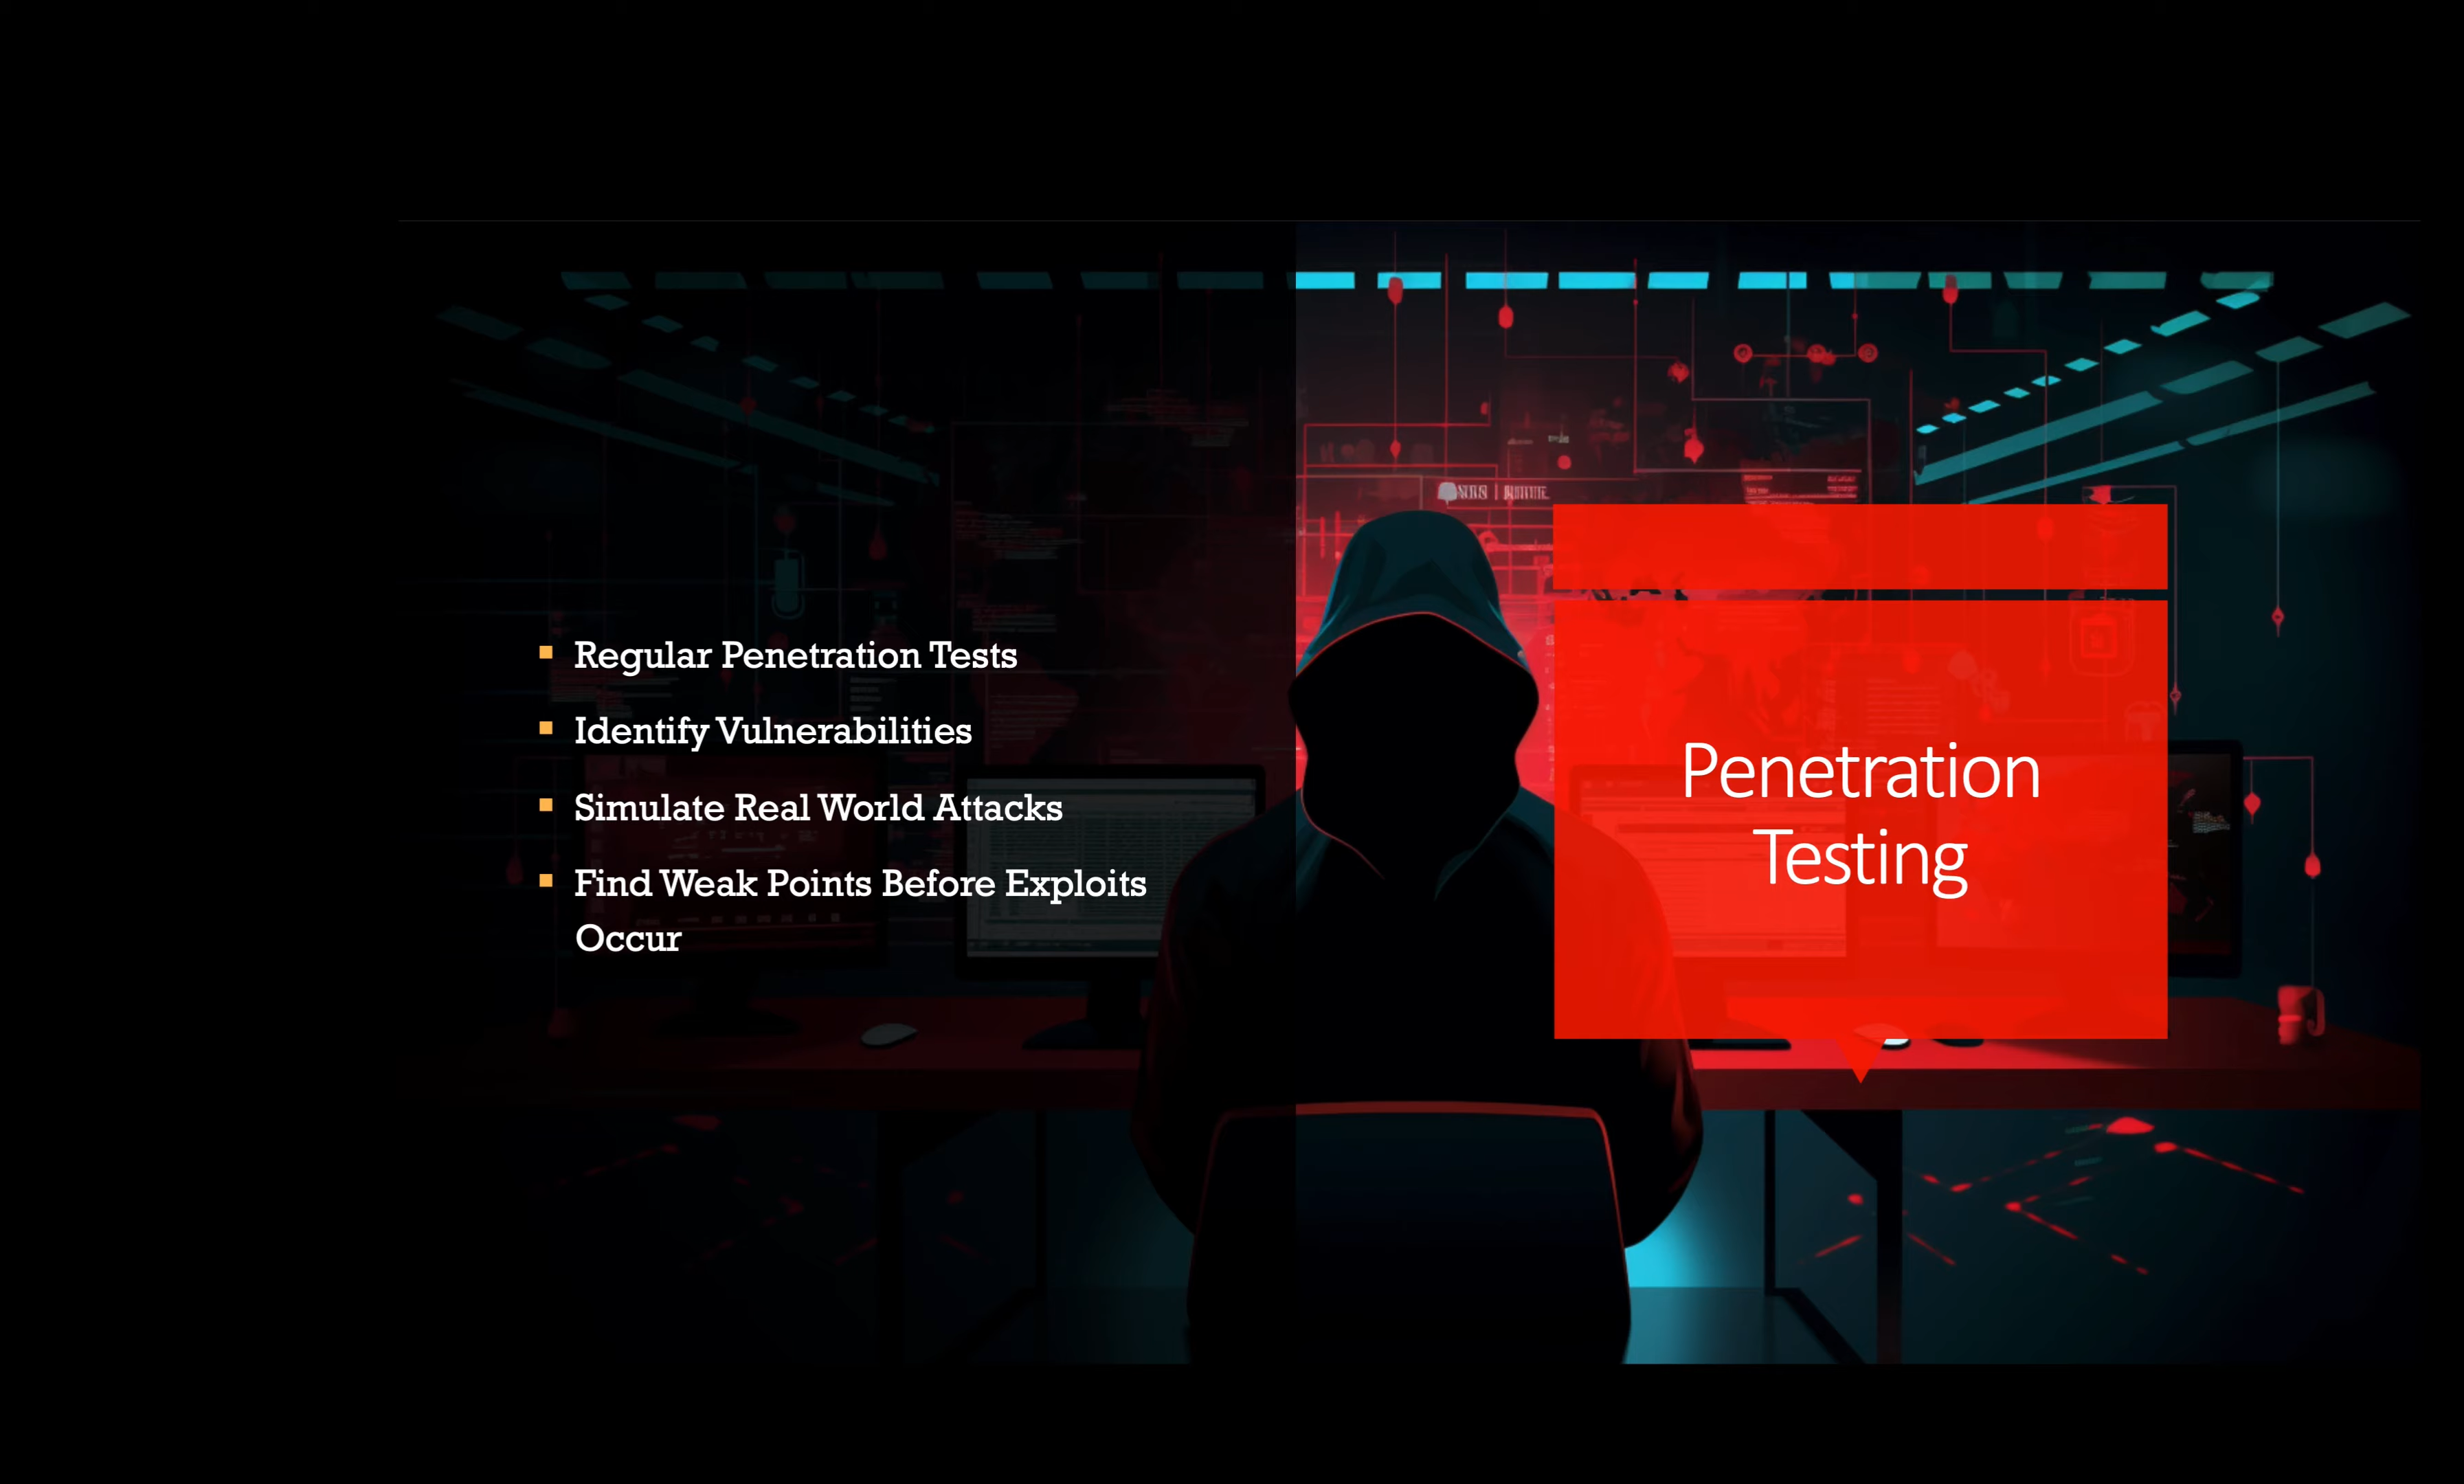 Regular Penetration Tests
Identify Vulnerabilities
Simulate Real World Attacks
Find Weak Points Before Exploits
Occur
Penetration
Testing